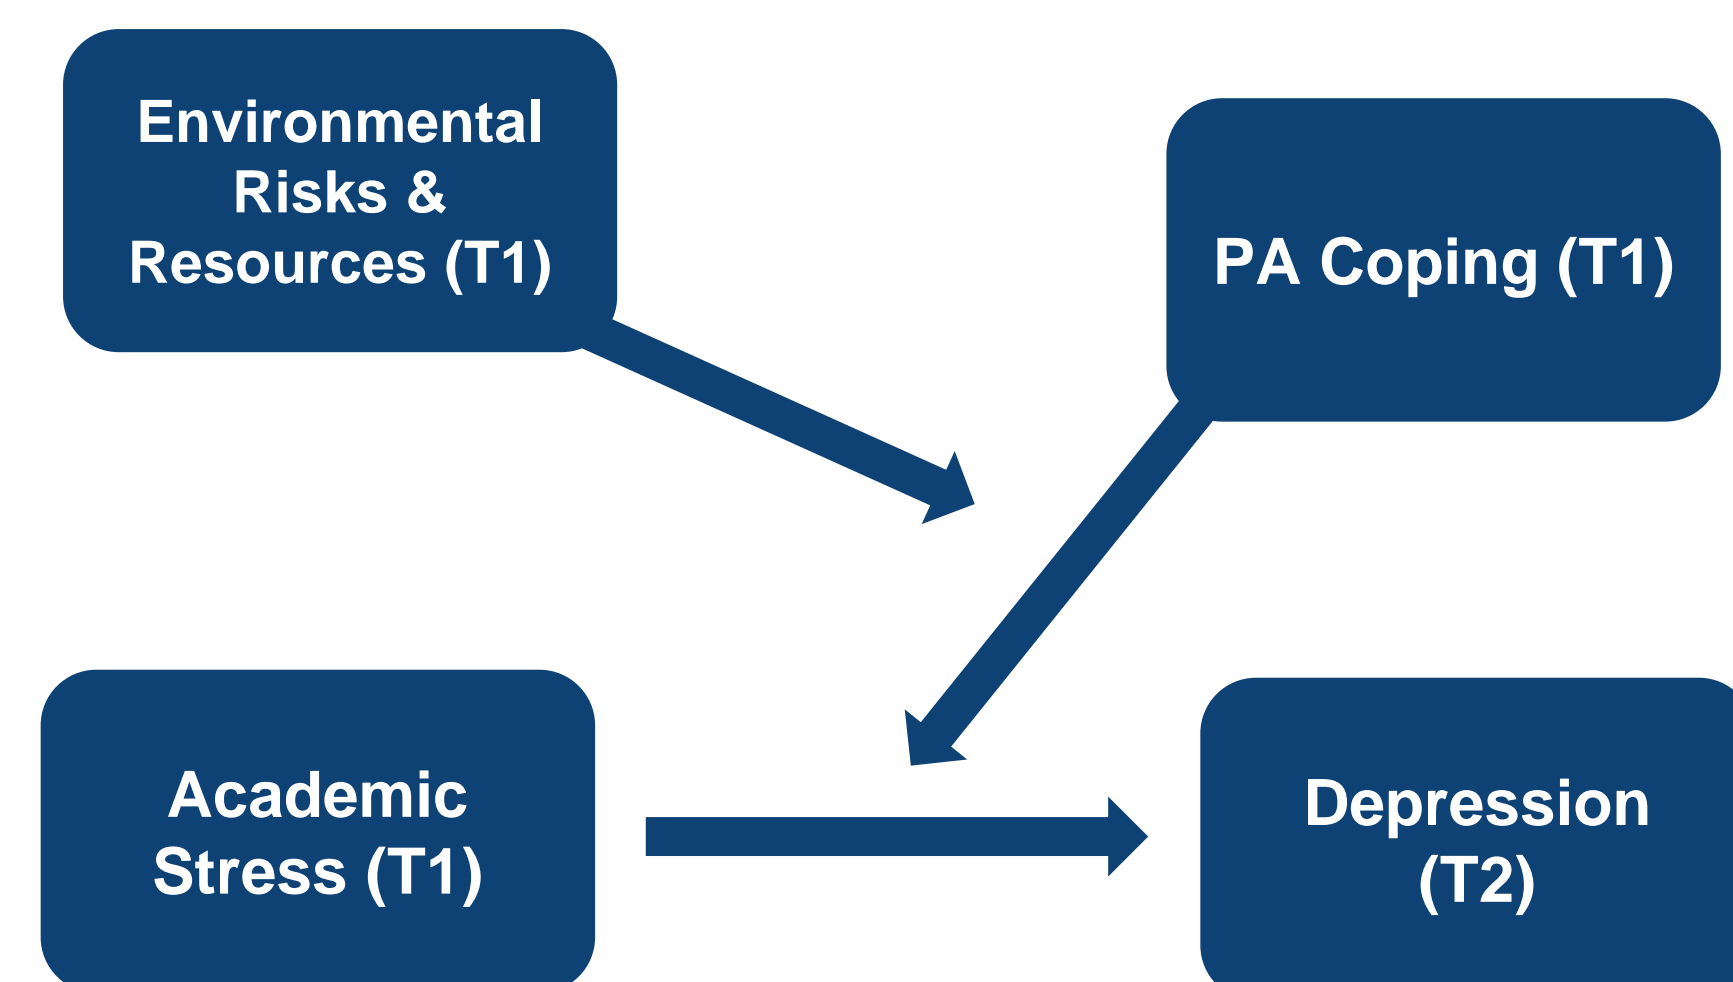 Environmental
Risks &
Resources (T1)
PA Coping (T1)
Academic
Stress (T1)
Depression
(T2)